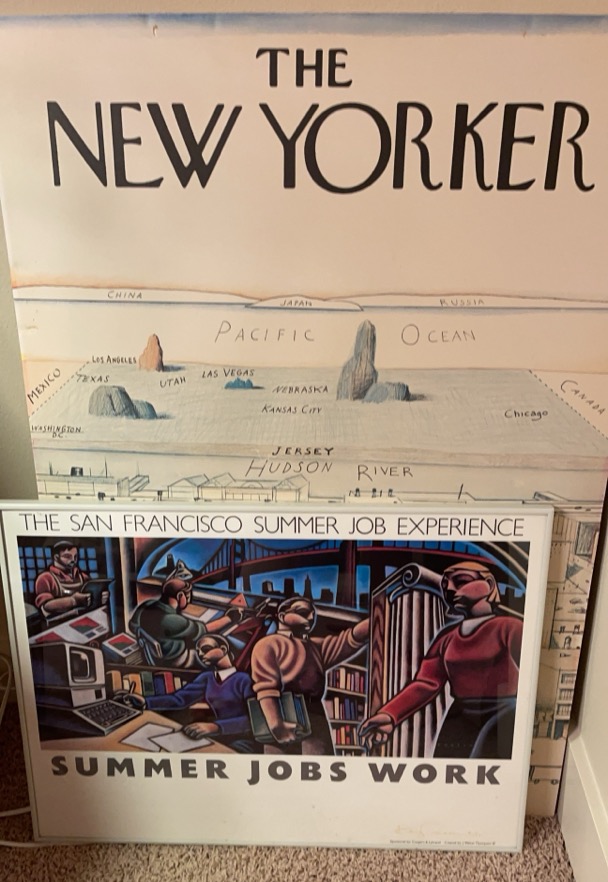 THE
NEW YORKER
CHINA
JAPAN
RUSSIA
PACIFIC OCEAN
LOS ANGELES
MEXICO
TEXAS
UTAH
LAS VEGAS
NEBRASKA
CANADA
KANSAS CITY
Chicago
WASHINGTON
DC.
JERSEY
HUDSON RIVER
THE SAN FRANCISCO SUMMER JOB EXPERIENCE
SUMMER JOBS WORK